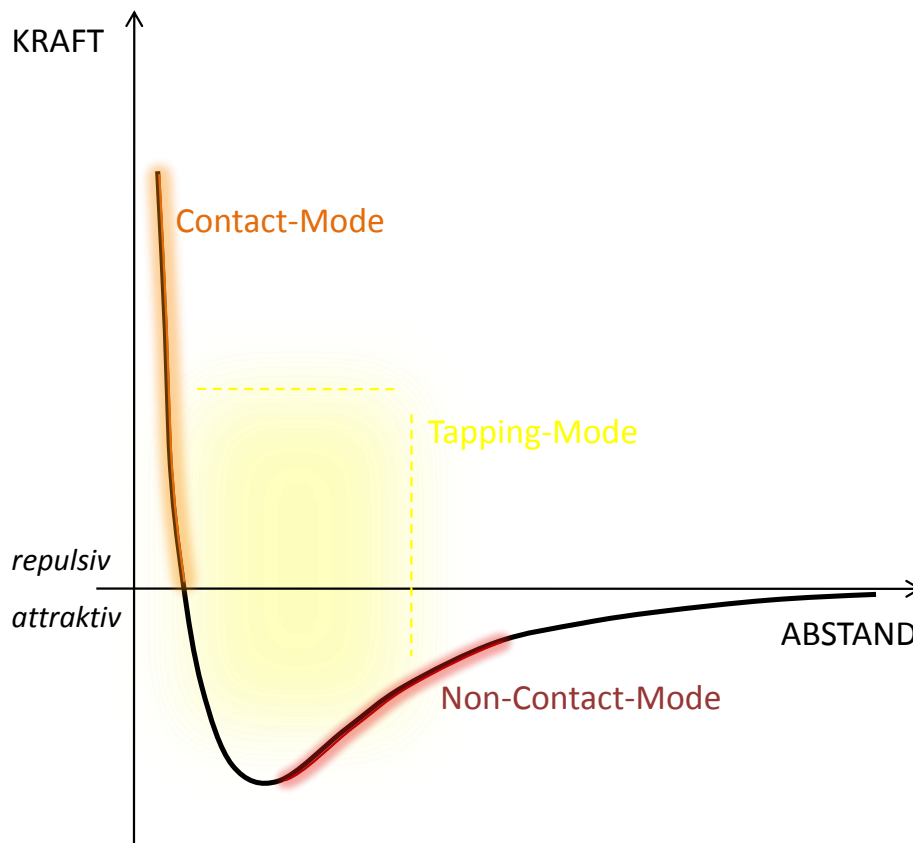 KRAFT
Contact-Mode
Tapping-Mode
repulsiv
attraktiv
ABSTAND
Non-Contact-Mode